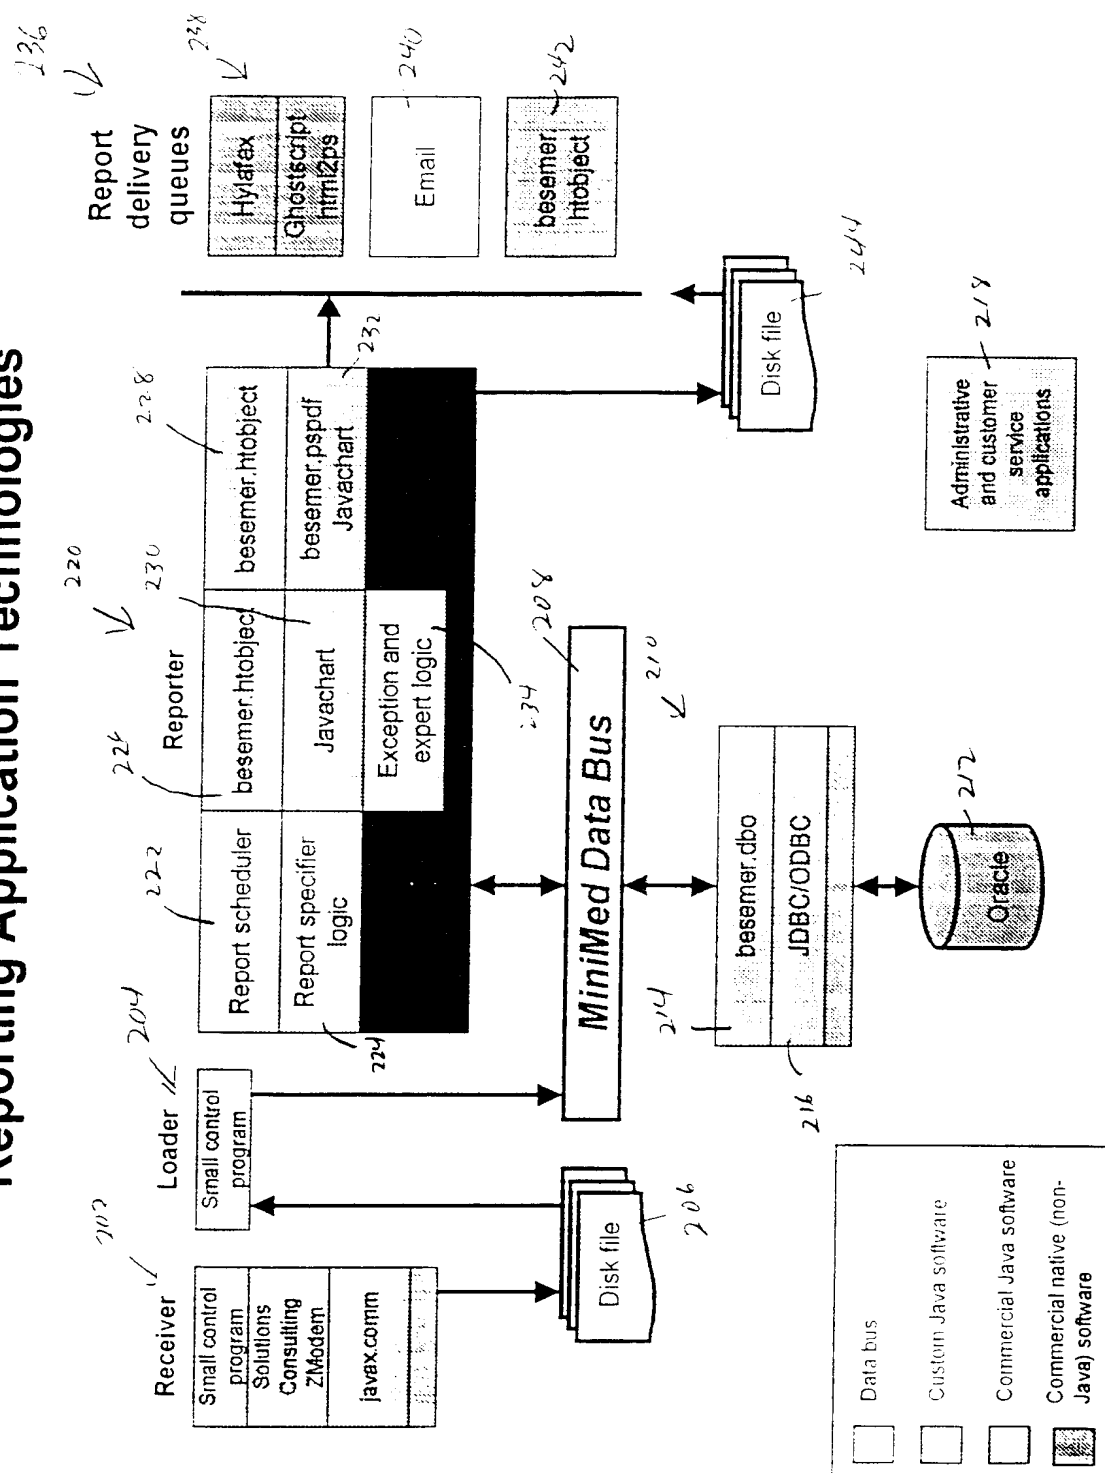 Reporting Application Technologies
Receiver
202
Small control
program
Solutions
Consulting
ZModem
javax.comm
Disk file
206
Loader
204
Small control
program
Reporter
220
222
Report scheduler
Report specifier
logic
224
226
besemer.htobject
230
Javachart
Exception and
expert logic
234
228
besemer.htobject
besemer.pspdf
Javachart
232
Report
delivery
queues
236
238
Hylafax
Ghostscript
html2ps
240
Email
242
besemer.
htobject
Disk file
244
MiniMed Data Bus
208
210
214
besemer.dbo
JDBC/ODBC
216
Oracle
212
Administrative
and customer
service
applications
218
Data bus
Custom Java software
Commercial Java software
Commercial native (non-
Java) software